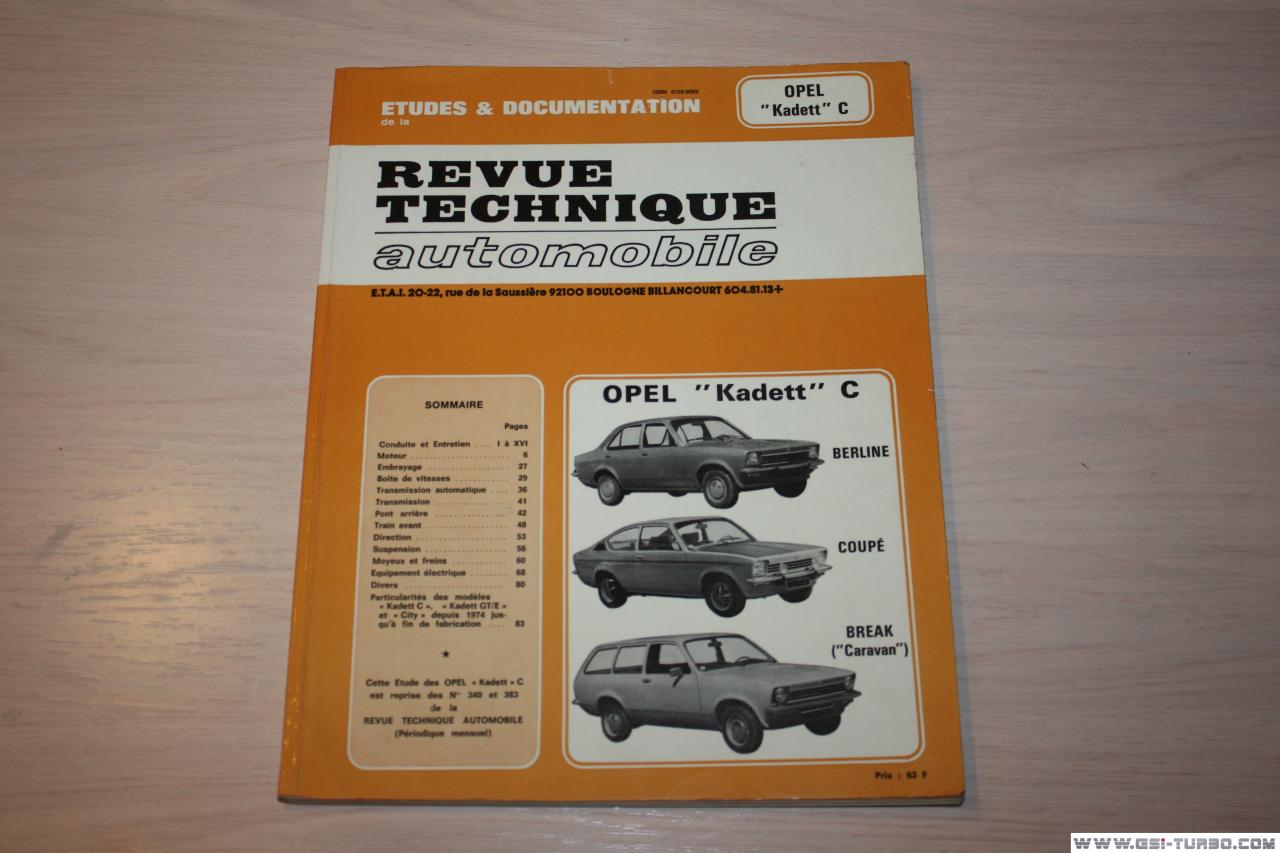 ISSN 0153-906X
ETUDES & DOCUMENTATION
de la
OPEL
"Kadett" C
REVUE
TECHNIQUE
automobile
E.T.A.I. 20-22, rue de la Saussière 92100 BOULOGNE BILLANCOURT 604.81.13+
SOMMAIRE
Pages
Conduite et Entretien .... I à XVI
Moteur ........................ 6
Embrayage .................... 27
Boîte de vitesses ............ 29
Transmission automatique .... 36
Transmission .................. 41
Pont arrière .................. 42
Train avant .................. 48
Direction ...................... 53
Suspension .................... 56
Moyeux et freins .............. 60
Equipement électrique ........ 68
Divers ........................ 80
Particularités des modèles
« Kadett C », « Kadett GT/E »
et « City » depuis 1974 jus-
qu'à fin de fabrication .... 83
★
Cette Etude des OPEL « Kadett » C
est reprise des Nos 340 et 383
de la
REVUE TECHNIQUE AUTOMOBILE
(Périodique mensuel)
OPEL "Kadett" C
BERLINE
COUPÉ
BREAK
("Caravan")
Prix : 63 F
WWW.GSI-TURBO.COM